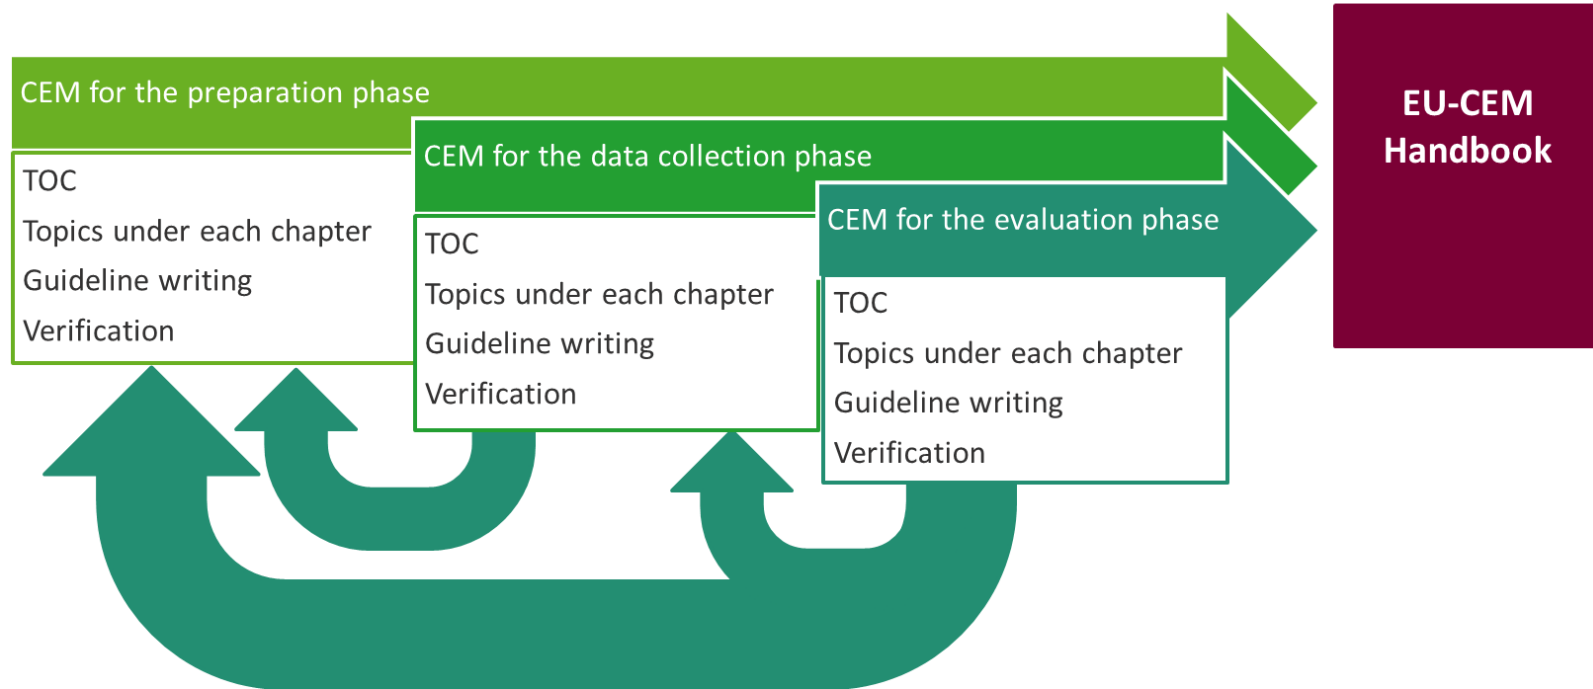 CEM for the preparation phase
TOC
Topics under each chapter
Guideline writing
Verification
CEM for the data collection phase
TOC
Topics under each chapter
Guideline writing
Verification
CEM for the evaluation phase
TOC
Topics under each chapter
Guideline writing
Verification
EU-CEM
Handbook